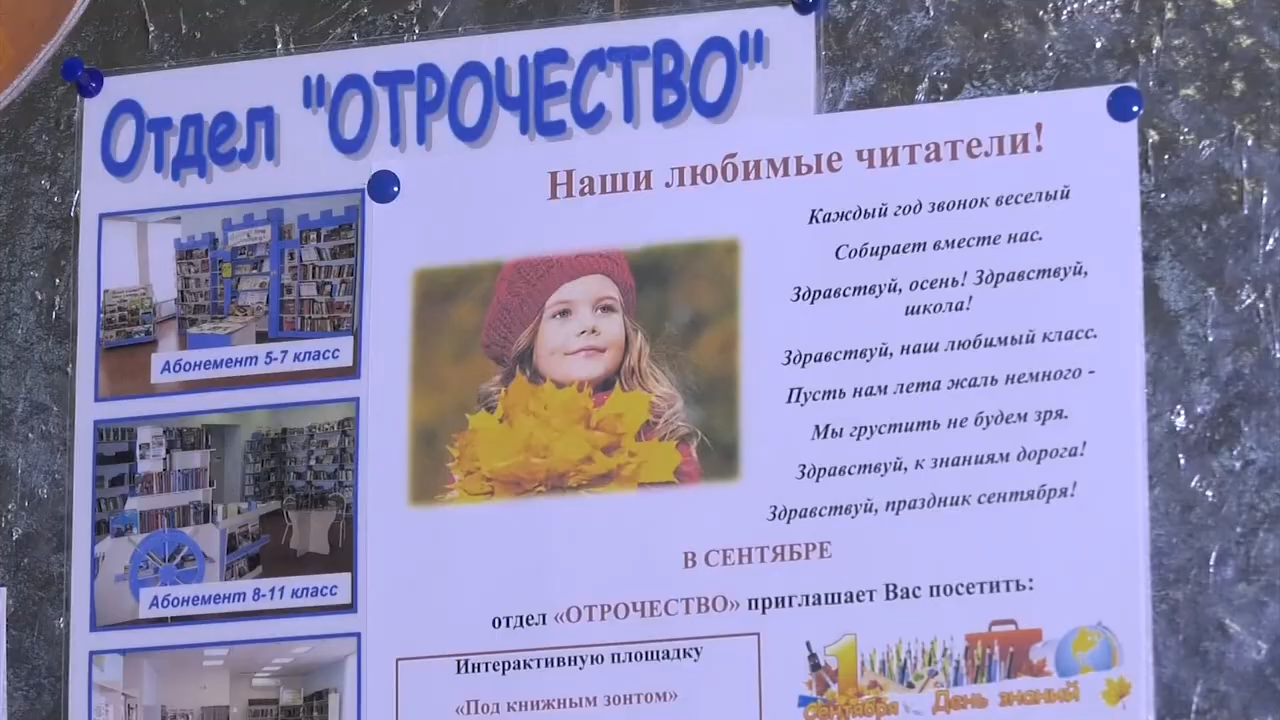 Отдел "ОТРОЧЕСТВО"
Абонемент 5-7 класс
Абонемент 8-11 класс
Наши любимые читатели!
Каждый год звонок веселый
Собирает вместе нас.
Здравствуй, осень! Здравствуй,
школа!
Здравствуй, наш любимый класс.
Пусть нам лета жаль немного -
Мы грустить не будем зря.
Здравствуй, к знаниям дорога!
Здравствуй, праздник сентября!
В СЕНТЯБРЕ
отдел «ОТРОЧЕСТВО» приглашает Вас посетить:
Интерактивную площадку
«Под книжным зонтом»
1
Сентября День знаний